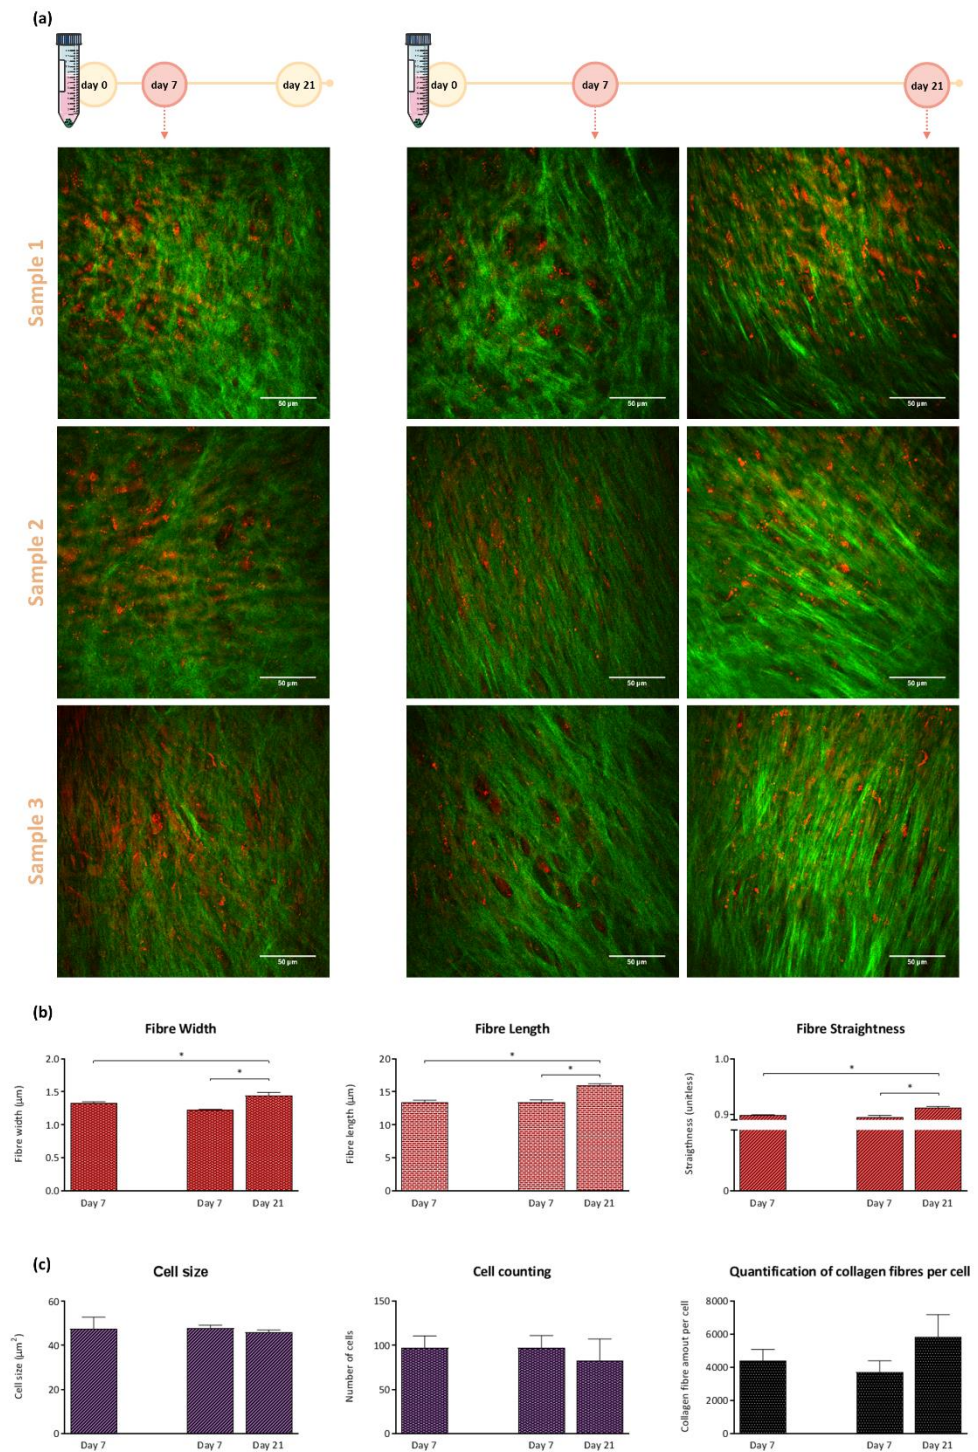 (a)
day 0
day 7
day 21
day 0
day 7
day 21
Sample 1
50 µm
50 µm
50 µm
Sample 2
50 µm
50 µm
50 µm
Sample 3
50 µm
50 µm
50 µm
(b)
Fibre Width
Fibre width (µm)
2.0
1.5
1.0
0.5
0.0
*
*
Day 7
Day 7
Day 21
Fibre Length
Fibre length (µm)
20
15
10
5
0
*
*
Day 7
Day 7
Day 21
Fibre Straightness
Straigthness (unitless)
1.0
0.9
0
*
*
Day 7
Day 7
Day 21
(c)
Cell size
Cell size (µm²)
60
40
20
0
Day 7
Day 7
Day 21
Cell counting
Number of cells
150
100
50
0
Day 7
Day 7
Day 21
Quantification of collagen fibres per cell
Collagen fibre amout per cell
8000
6000
4000
2000
0
Day 7
Day 7
Day 21